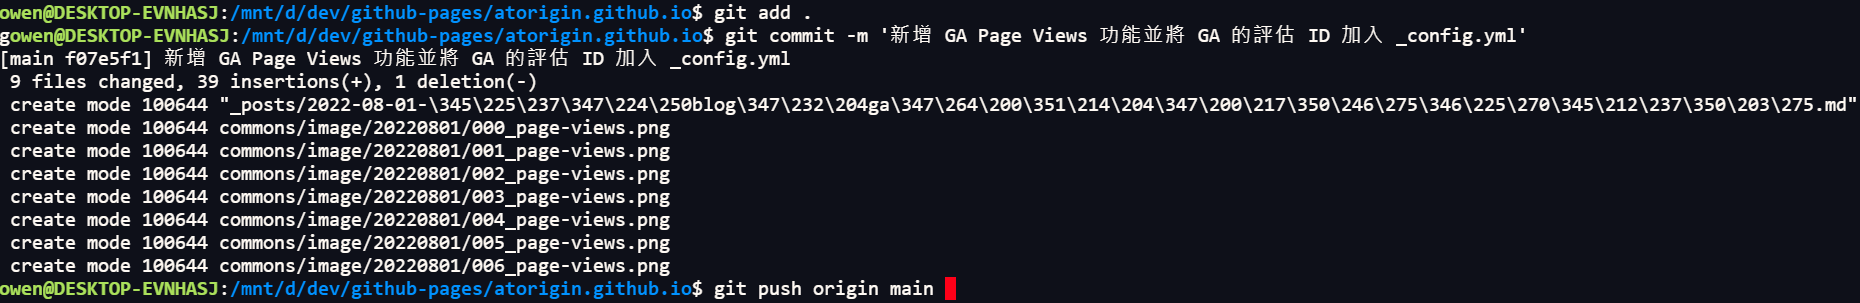 owen@DESKTOP-EVNHASJ:/mnt/d/dev/github-pages/atorigin.github.io$ git add .
gowen@DESKTOP-EVNHASJ:/mnt/d/dev/github-pages/atorigin.github.io$ git commit -m '新增 GA Page Views 功能並將 GA 的評估 ID 加入 _config.yml'
[main f07e5f1] 新增 GA Page Views 功能並將 GA 的評估 ID 加入 _config.yml
 9 files changed, 39 insertions(+), 1 deletion(-)
 create mode 100644 "_posts/2022-08-01-\345\225\237\347\224\250blog\347\232\204ga\347\264\200\351\214\204\347\200\217\350\246\275\346\225\270\345\212\237\350\203\275.md"
 create mode 100644 commons/image/20220801/000_page-views.png
 create mode 100644 commons/image/20220801/001_page-views.png
 create mode 100644 commons/image/20220801/002_page-views.png
 create mode 100644 commons/image/20220801/003_page-views.png
 create mode 100644 commons/image/20220801/004_page-views.png
 create mode 100644 commons/image/20220801/005_page-views.png
 create mode 100644 commons/image/20220801/006_page-views.png
owen@DESKTOP-EVNHASJ:/mnt/d/dev/github-pages/atorigin.github.io$ git push origin main